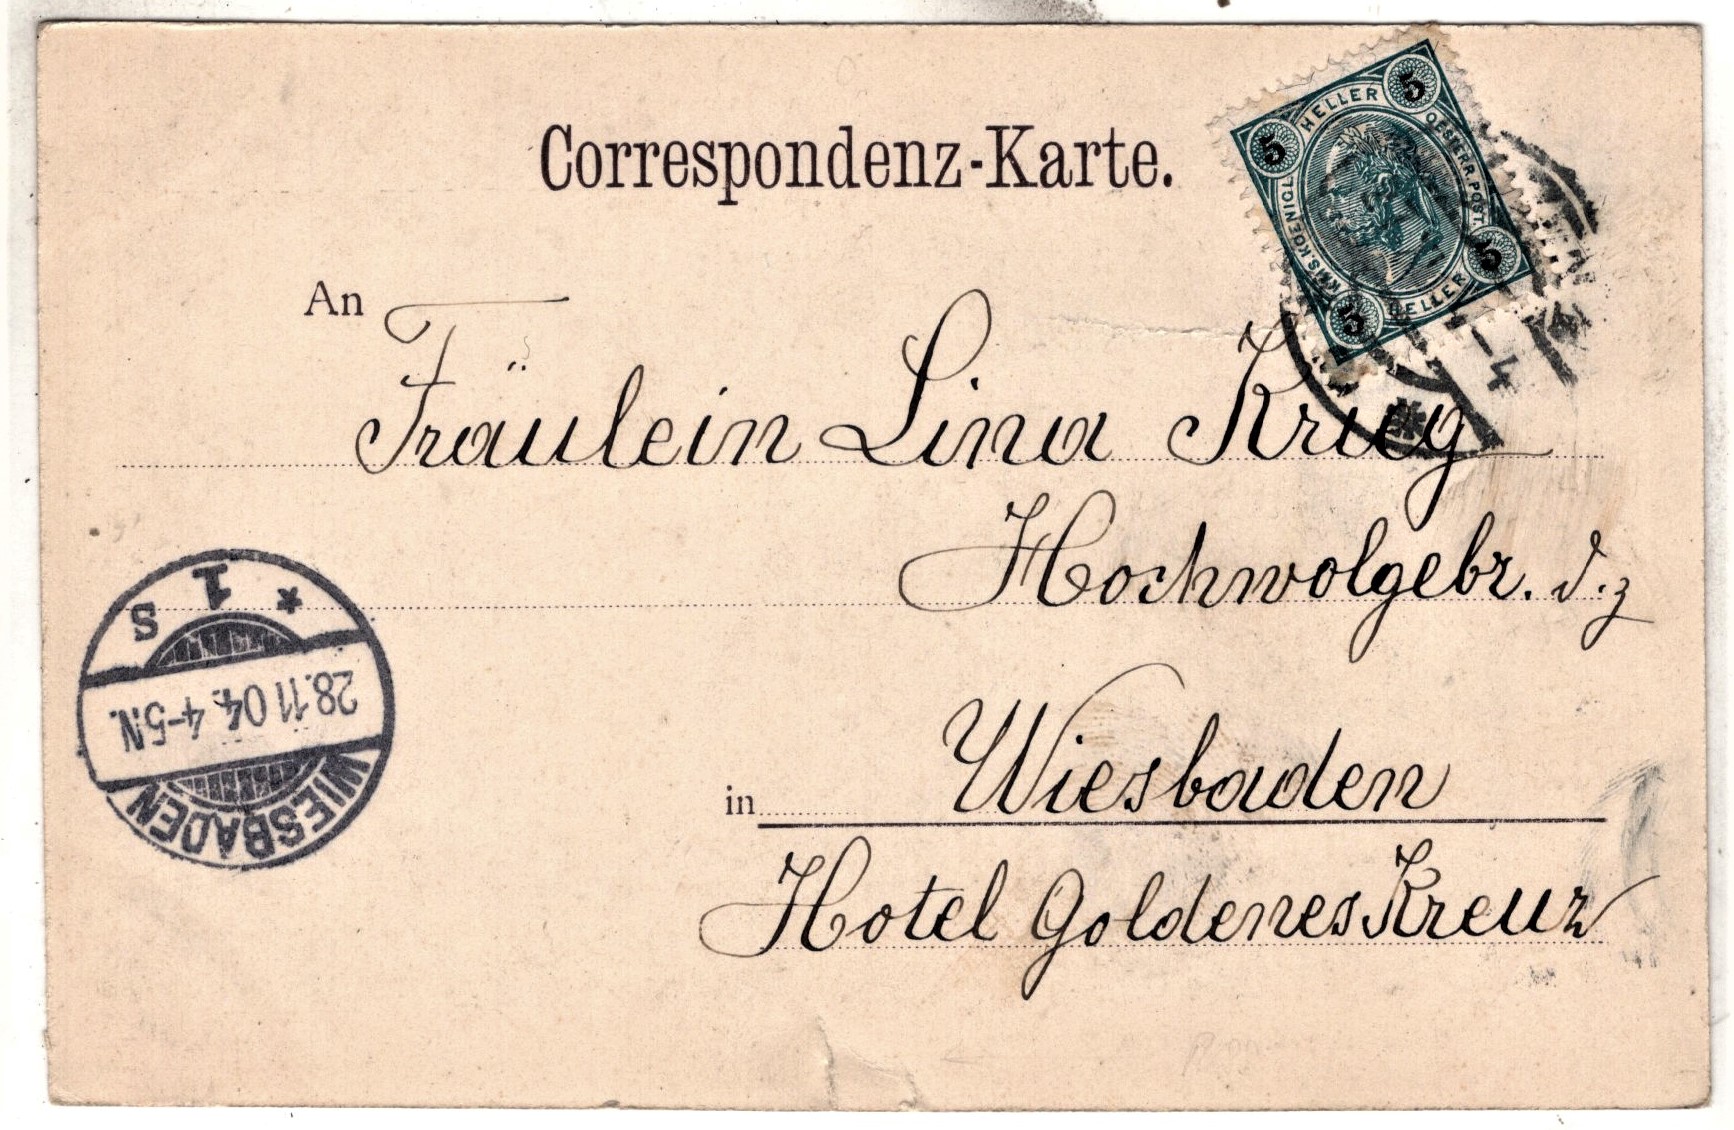 Correspondenz-Karte.
5 HELLER 5
KAIS. KOENIGL. OESTERR. POST.
5 HELLER 5
An
Fräulein Lina Krieg
Hochwolgebr. d. z
in Wiesbaden
Hotel Goldenes Kreuz
WIESBADEN
28.11 04. 4-5N.
* 1 s
-4